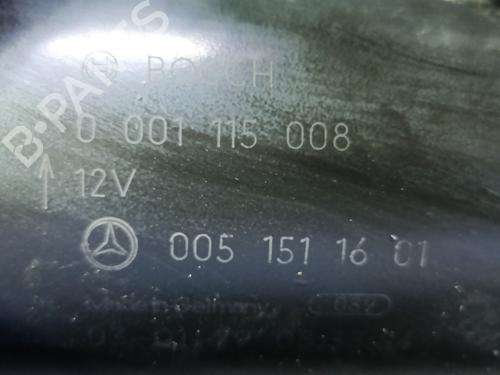 B-PARTS
BOSCH
0 001 115 008
12V
005 151 16 01
Made in Germany